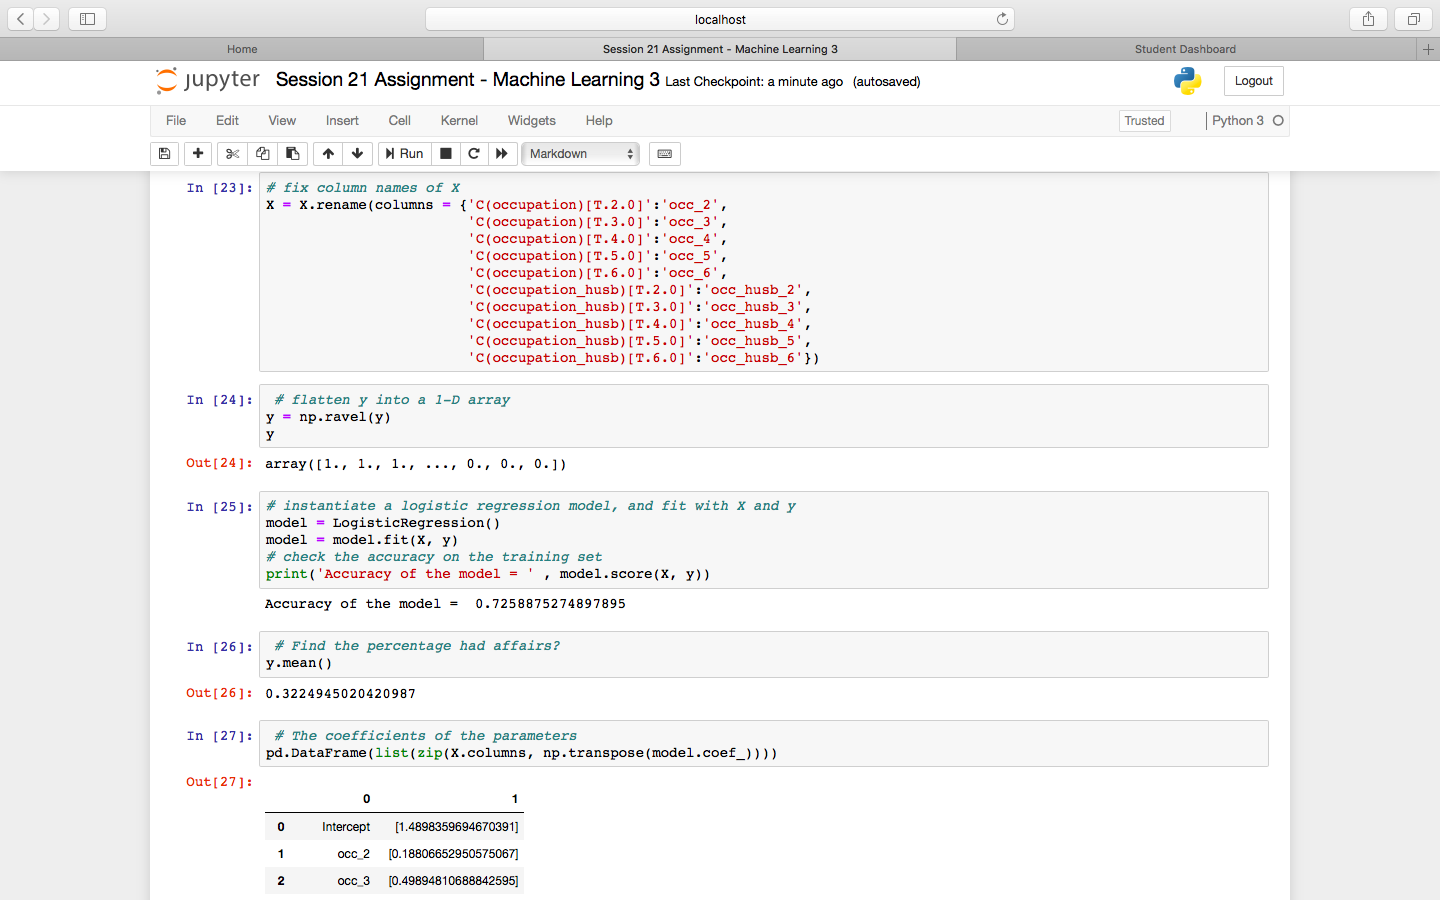 localhost
Home
Session 21 Assignment - Machine Learning 3
Student Dashboard
+
jupyter Session 21 Assignment - Machine Learning 3 Last Checkpoint: a minute ago (autosaved)
Logout
File Edit View Insert Cell Kernel Widgets Help
Trusted
Python 3
Run
Markdown
In [23]: # fix column names of X
X = X.rename(columns = {'C(occupation)[T.2.0]':'occ_2',
'C(occupation)[T.3.0]':'occ_3',
'C(occupation)[T.4.0]':'occ_4',
'C(occupation)[T.5.0]':'occ_5',
'C(occupation)[T.6.0]':'occ_6',
'C(occupation_husb)[T.2.0]':'occ_husb_2',
'C(occupation_husb)[T.3.0]':'occ_husb_3',
'C(occupation_husb)[T.4.0]':'occ_husb_4',
'C(occupation_husb)[T.5.0]':'occ_husb_5',
'C(occupation_husb)[T.6.0]':'occ_husb_6'})
In [24]: # flatten y into a 1-D array
y = np.ravel(y)
y
Out[24]: array([1., 1., 1., ..., 0., 0., 0.])
In [25]: # instantiate a logistic regression model, and fit with X and y
model = LogisticRegression()
model = model.fit(X, y)
# check the accuracy on the training set
print('Accuracy of the model = ' , model.score(X, y))
Accuracy of the model =  0.7258875274897895
In [26]: # Find the percentage had affairs?
y.mean()
Out[26]: 0.3224945020420987
In [27]: # The coefficients of the parameters
pd.DataFrame(list(zip(X.columns, np.transpose(model.coef_))))
Out[27]:
0 1
0 Intercept [1.4898359694670391]
1 occ_2 [0.18806652950575067]
2 occ_3 [0.49894810688842595]